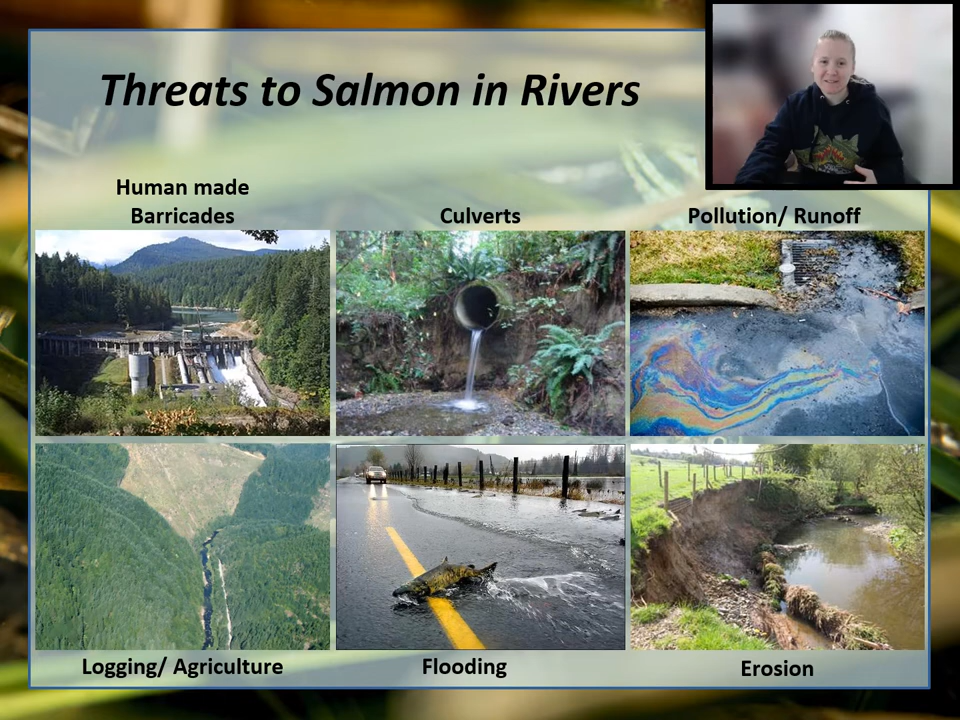 Threats to Salmon in Rivers
Human made
Barricades
Culverts
Pollution/ Runoff
Logging/ Agriculture
Flooding
Erosion